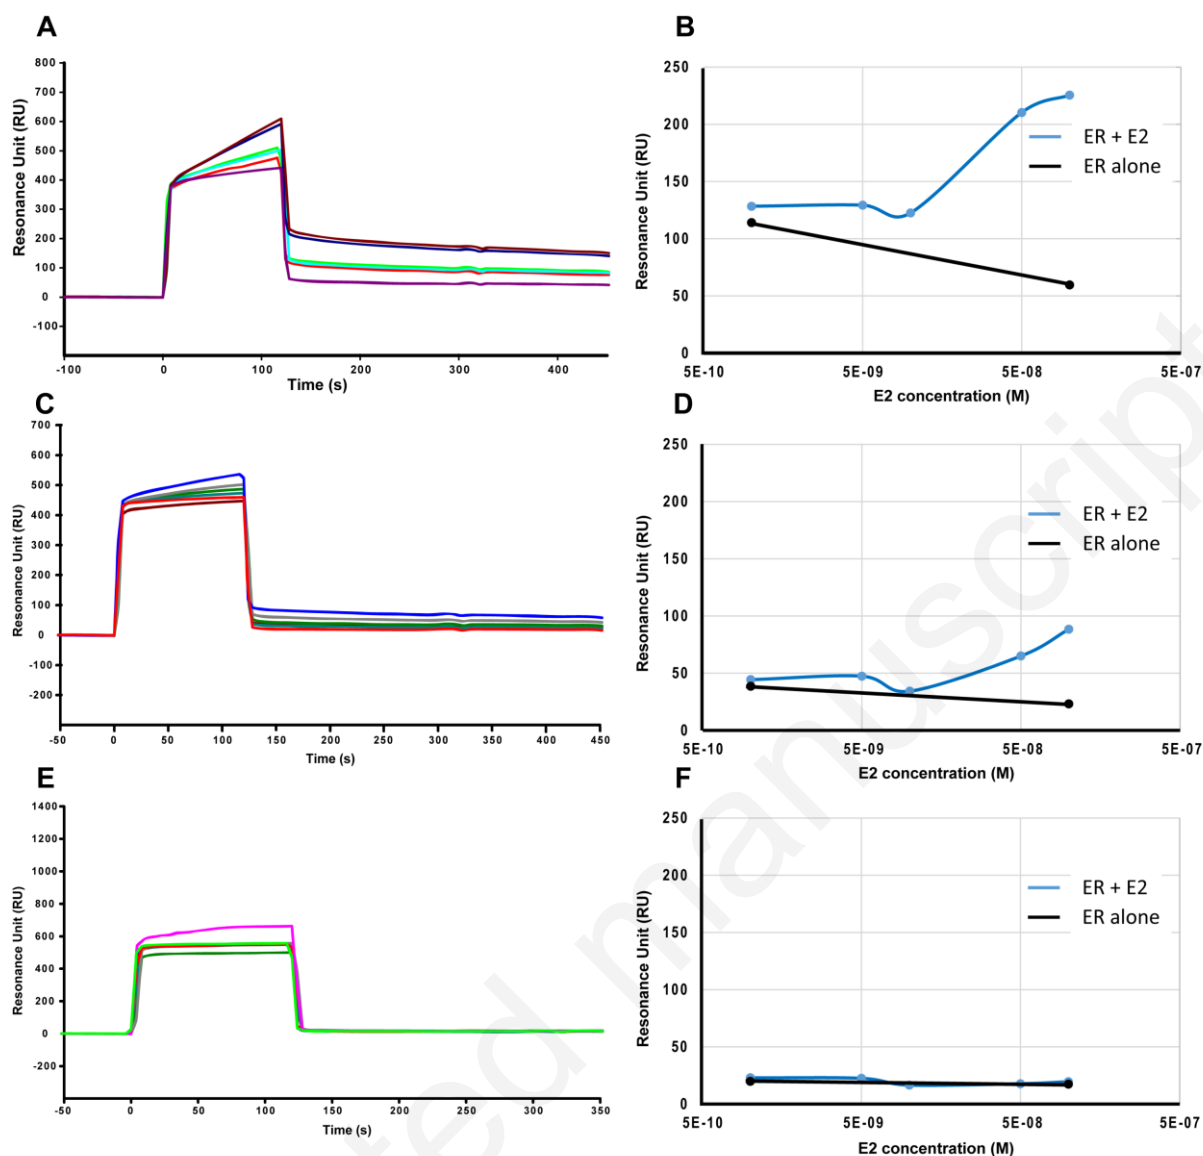 A
Resonance Unit (RU)
800
700
600
500
400
300
200
100
0
-100
-100
0
100
200
300
400
Time (s)
B
Resonance Unit (RU)
250
200
150
100
50
0
ER + E2
ER alone
5E-10
5E-09
5E-08
5E-07
E2 concentration (M)
C
Resonance Unit (RU)
700
600
500
400
300
200
100
0
-100
-200
-50
0
50
100
150
200
250
300
350
400
450
Time (s)
D
Resonance Unit (RU)
250
200
150
100
50
0
ER + E2
ER alone
5E-10
5E-09
5E-08
5E-07
E2 concentration (M)
E
Resonance Unit (RU)
1400
1200
1000
800
600
400
200
0
-200
-50
0
50
100
150
200
250
300
350
Time (s)
F
Resonance Unit (RU)
250
200
150
100
50
0
ER + E2
ER alone
5E-10
5E-09
5E-08
5E-07
E2 concentration (M)
ted manuscript